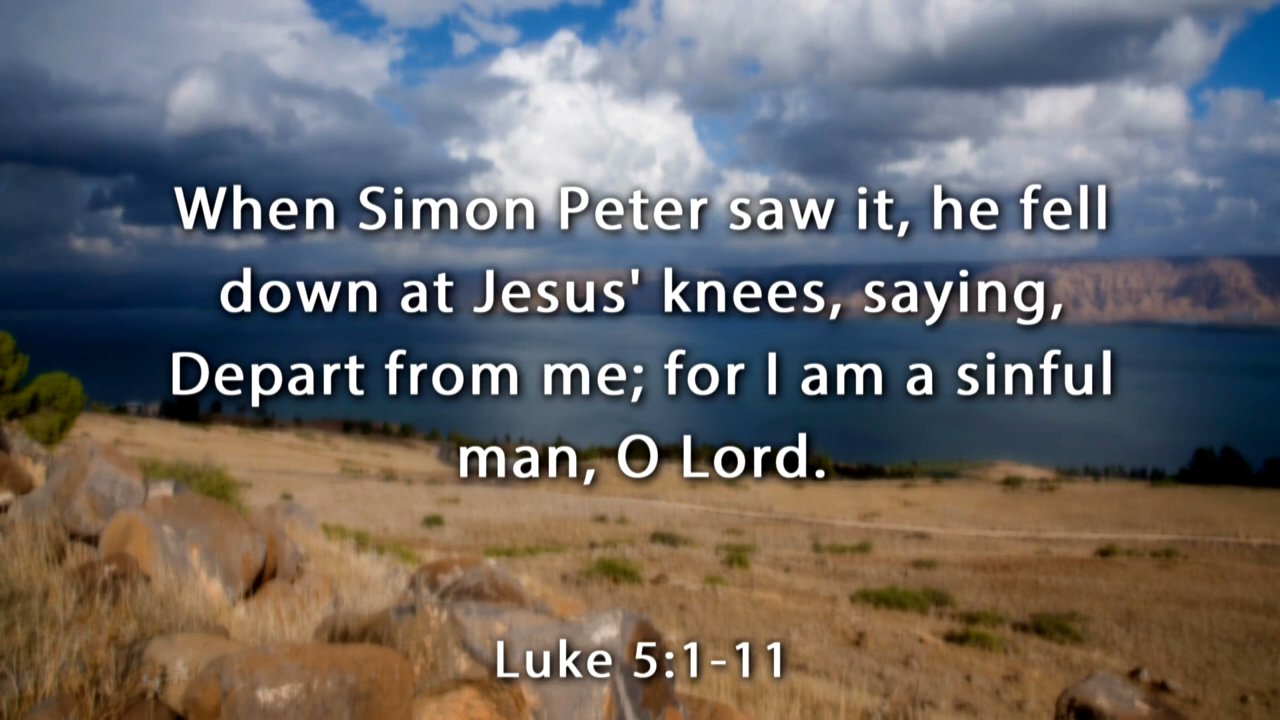 When Simon Peter saw it, he fell
down at Jesus' knees, saying,
Depart from me; for I am a sinful
man, O Lord.
Luke 5:1-11